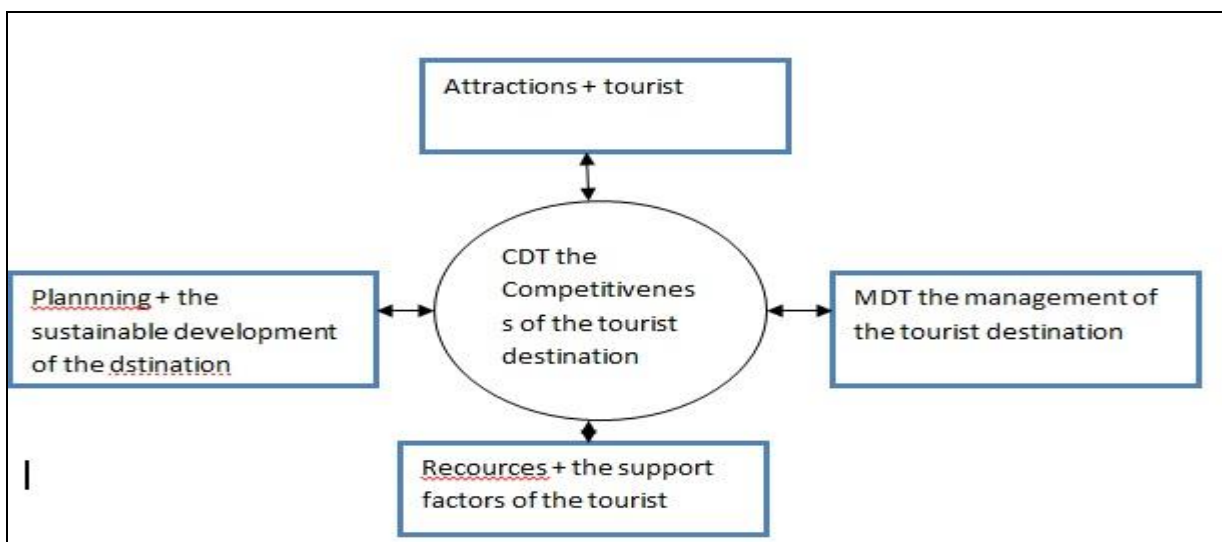 Attractions + tourist
CDT the
Competitivenes
s of the tourist
destination
Plannning + the
sustainable development
of the dstination
MDT the management of
the tourist destination
Recources + the support
factors of the tourist